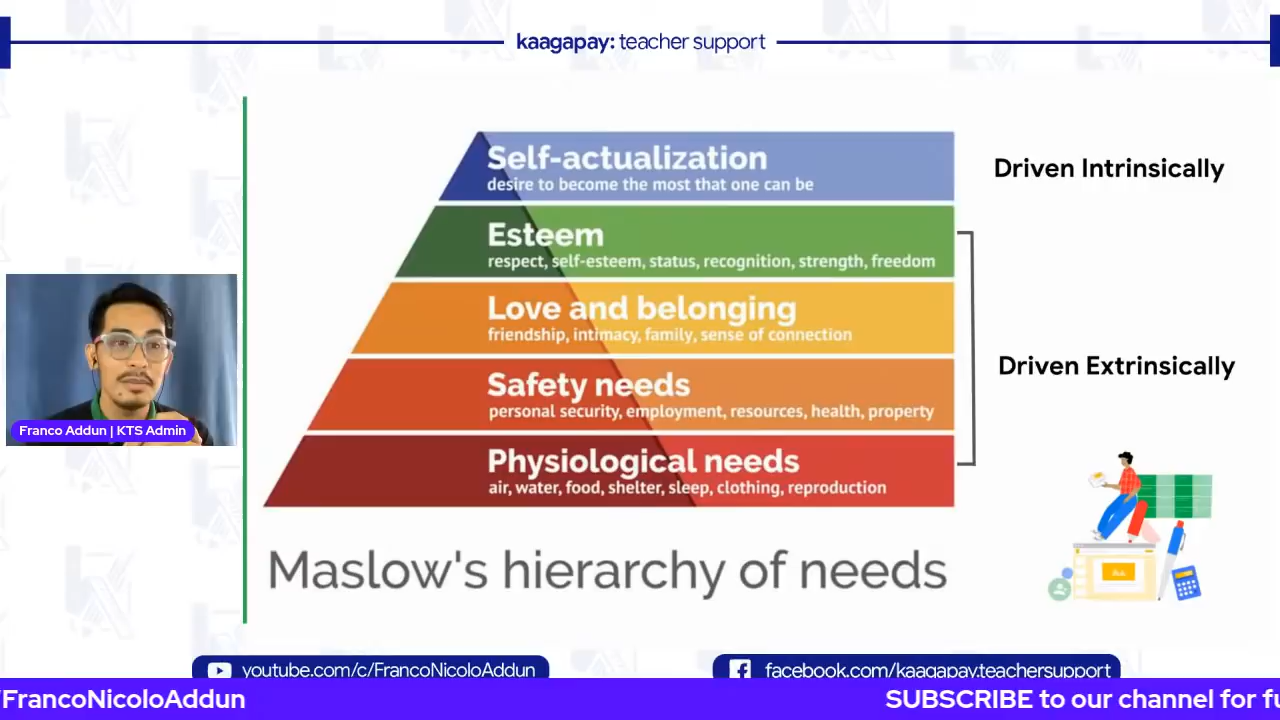 kaagapay: teacher support
Self-actualization
desire to become the most that one can be
Driven Intrinsically
Esteem
respect, self-esteem, status, recognition, strength, freedom
Love and belonging
friendship, intimacy, family, sense of connection
Driven Extrinsically
Safety needs
personal security, employment, resources, health, property
Physiological needs
air, water, food, shelter, sleep, clothing, reproduction
Maslow's hierarchy of needs
Franco Addun | KTS Admin
youtube.com/c/FrancoNicoloAddun
facebook.com/kaagapay.teachersupport
/FrancoNicoloAddun
SUBSCRIBE to our channel for fu